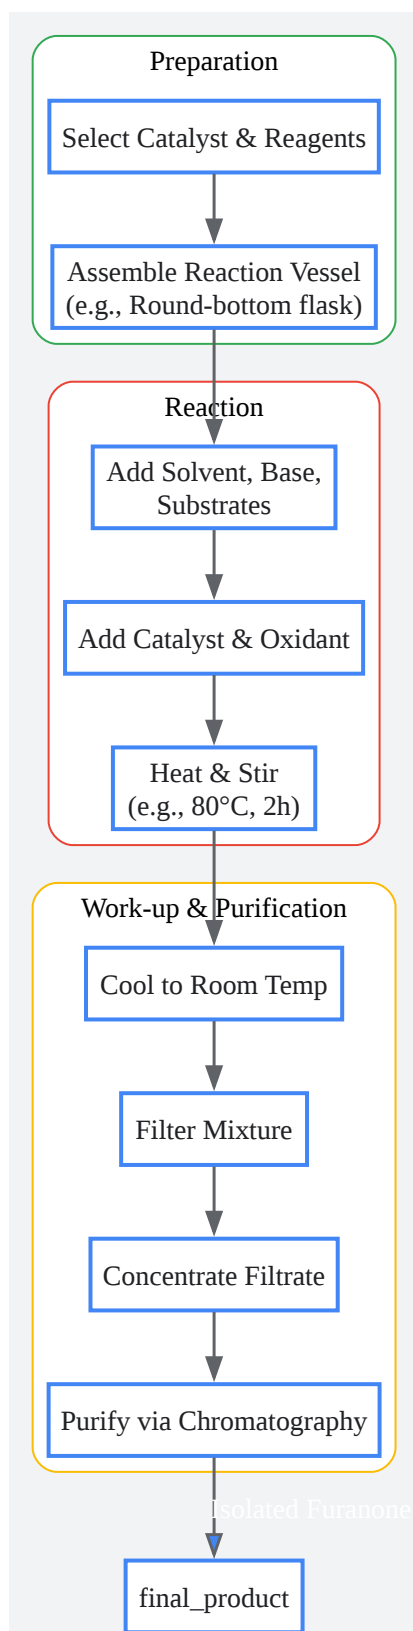 Preparation
Select Catalyst & Reagents
Assemble Reaction Vessel
(e.g., Round-bottom flask)
Reaction
Add Solvent, Base,
Substrates
Add Catalyst & Oxidant
Heat & Stir
(e.g., 80°C, 2h)
Work-up & Purification
Cool to Room Temp
Filter Mixture
Concentrate Filtrate
Purify via Chromatography
Isolated Furanone
final_product